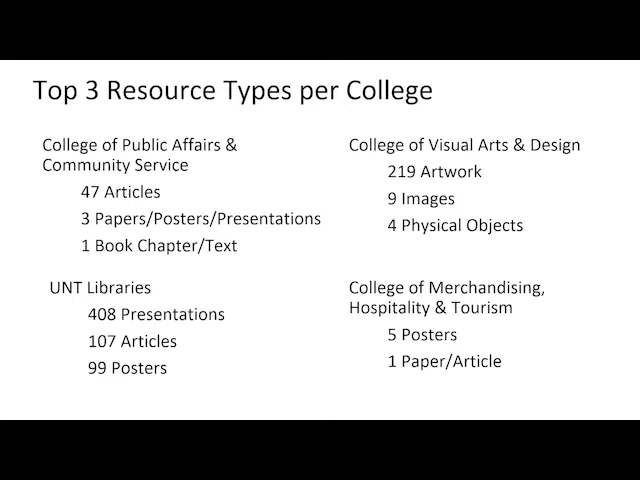 Top 3 Resource Types per College
College of Public Affairs &
Community Service
47 Articles
3 Papers/Posters/Presentations
1 Book Chapter/Text
UNT Libraries
408 Presentations
107 Articles
99 Posters
College of Visual Arts & Design
219 Artwork
9 Images
4 Physical Objects
College of Merchandising,
Hospitality & Tourism
5 Posters
1 Paper/Article